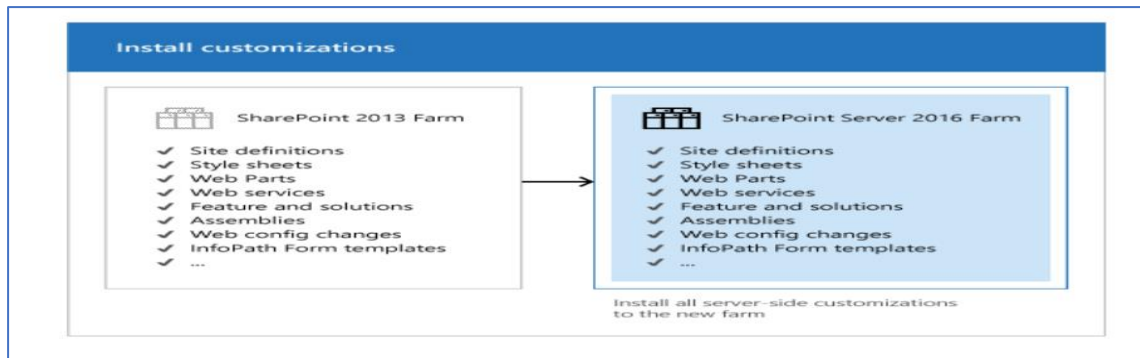 Install customizations
SharePoint 2013 Farm
Site definitions
Style sheets
Web Parts
Web services
Feature and solutions
Assemblies
Web config changes
InfoPath Form templates
...
SharePoint Server 2016 Farm
Site definitions
Style sheets
Web Parts
Web services
Feature and solutions
Assemblies
Web config changes
InfoPath Form templates
...
Install all server-side customizations
to the new farm